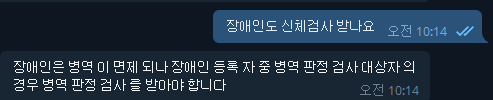 장애인도 신체검사 받나요
오전 10:14
장애인은 병역 이 면제 되나 장애인 등록 자 중 병역 판정 검사 대상자 의
경우 병역 판정 검사 를 받아야 합니다
오전 10:14